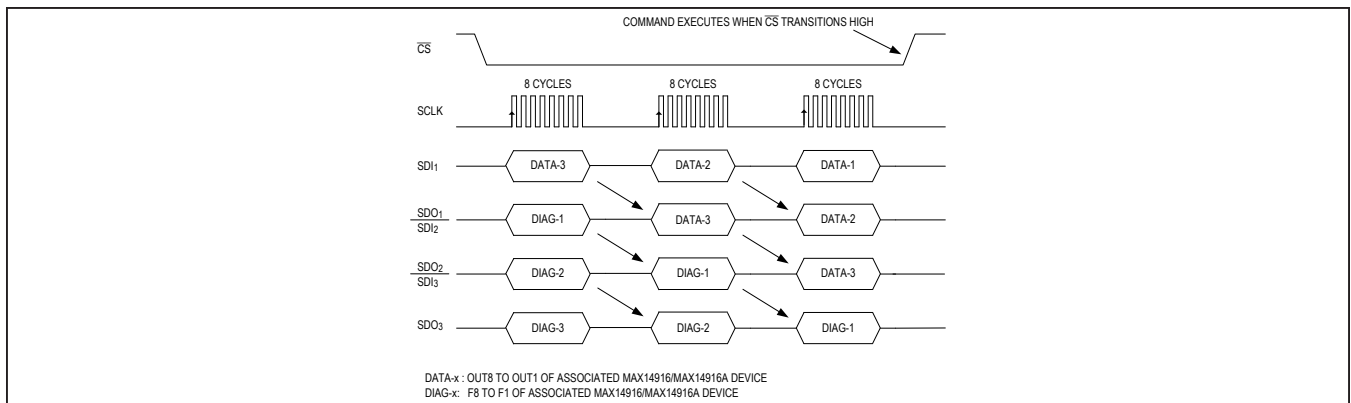 COMMAND EXECUTES WHEN CS TRANSITIONS HIGH
CS
8 CYCLES 8 CYCLES 8 CYCLES
SCLK
SDI1 DATA-3 DATA-2 DATA-1
SDO1 DIAG-1 DATA-3 DATA-2
SDI2
SDO2 DIAG-2 DIAG-1 DATA-3
SDI3
SDO3 DIAG-3 DIAG-2 DIAG-1
DATA-x : OUT8 TO OUT1 OF ASSOCIATED MAX14916/MAX14916A DEVICE
DIAG-x: F8 TO F1 OF ASSOCIATED MAX14916/MAX14916A DEVICE